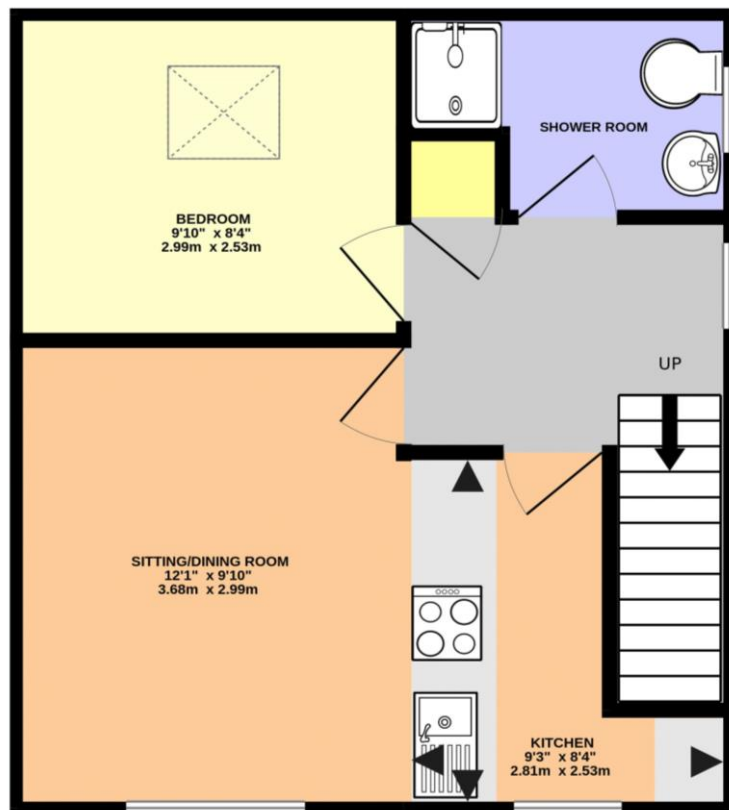 SHOWER ROOM
BEDROOM
9'10" x 8'4"
2.99m x 2.53m
UP
SITTING/DINING ROOM
12'1" x 9'10"
3.68m x 2.99m
KITCHEN
9'3" x 8'4"
2.81m x 2.53m